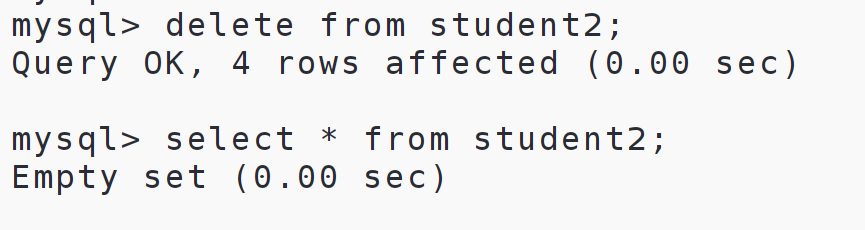 mysql> delete from student2;
Query OK, 4 rows affected (0.00 sec)
mysql> select * from student2;
Empty set (0.00 sec)